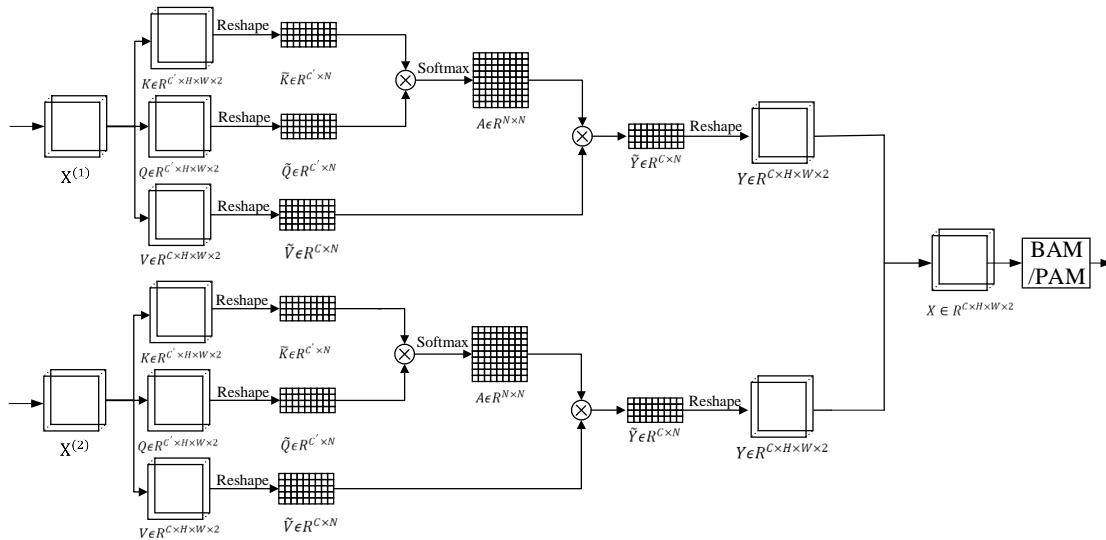 Reshape
K∈R^{C'×H×W×2}
K̃∈R^{C'×N}
Softmax
A∈R^{N×N}
X^{(1)}
Reshape
Q∈R^{C'×H×W×2}
Q̃∈R^{C'×N}
Reshape
V∈R^{C×H×W×2}
Ṽ∈R^{C×N}
Ỹ∈R^{C×N}
Reshape
Y∈R^{C×H×W×2}
X ∈ R^{C×H×W×2}
BAM
/PAM
Reshape
K∈R^{C'×H×W×2}
K̃∈R^{C'×N}
Softmax
A∈R^{N×N}
X^{(2)}
Reshape
Q∈R^{C'×H×W×2}
Q̃∈R^{C'×N}
Reshape
V∈R^{C×H×W×2}
Ṽ∈R^{C×N}
Ỹ∈R^{C×N}
Reshape
Y∈R^{C×H×W×2}